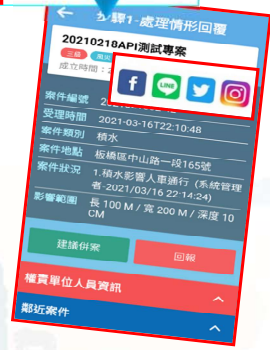 步驟1-處理情形回覆
20210218API測試專案
三級
成立時間：2
LINE
案件編號
受理時間 2021-03-16T22:10:48
案件類別 積水
案件地點 板橋區中山路一段165號
案件狀況 1.積水影響人車通行 (系統管理
者-2021/03/16 22:14:24)
影響範圍 長 100 M / 寬 200 M / 深度 10
CM
建議併案 回報
權責單位人員資訊
鄰近案件